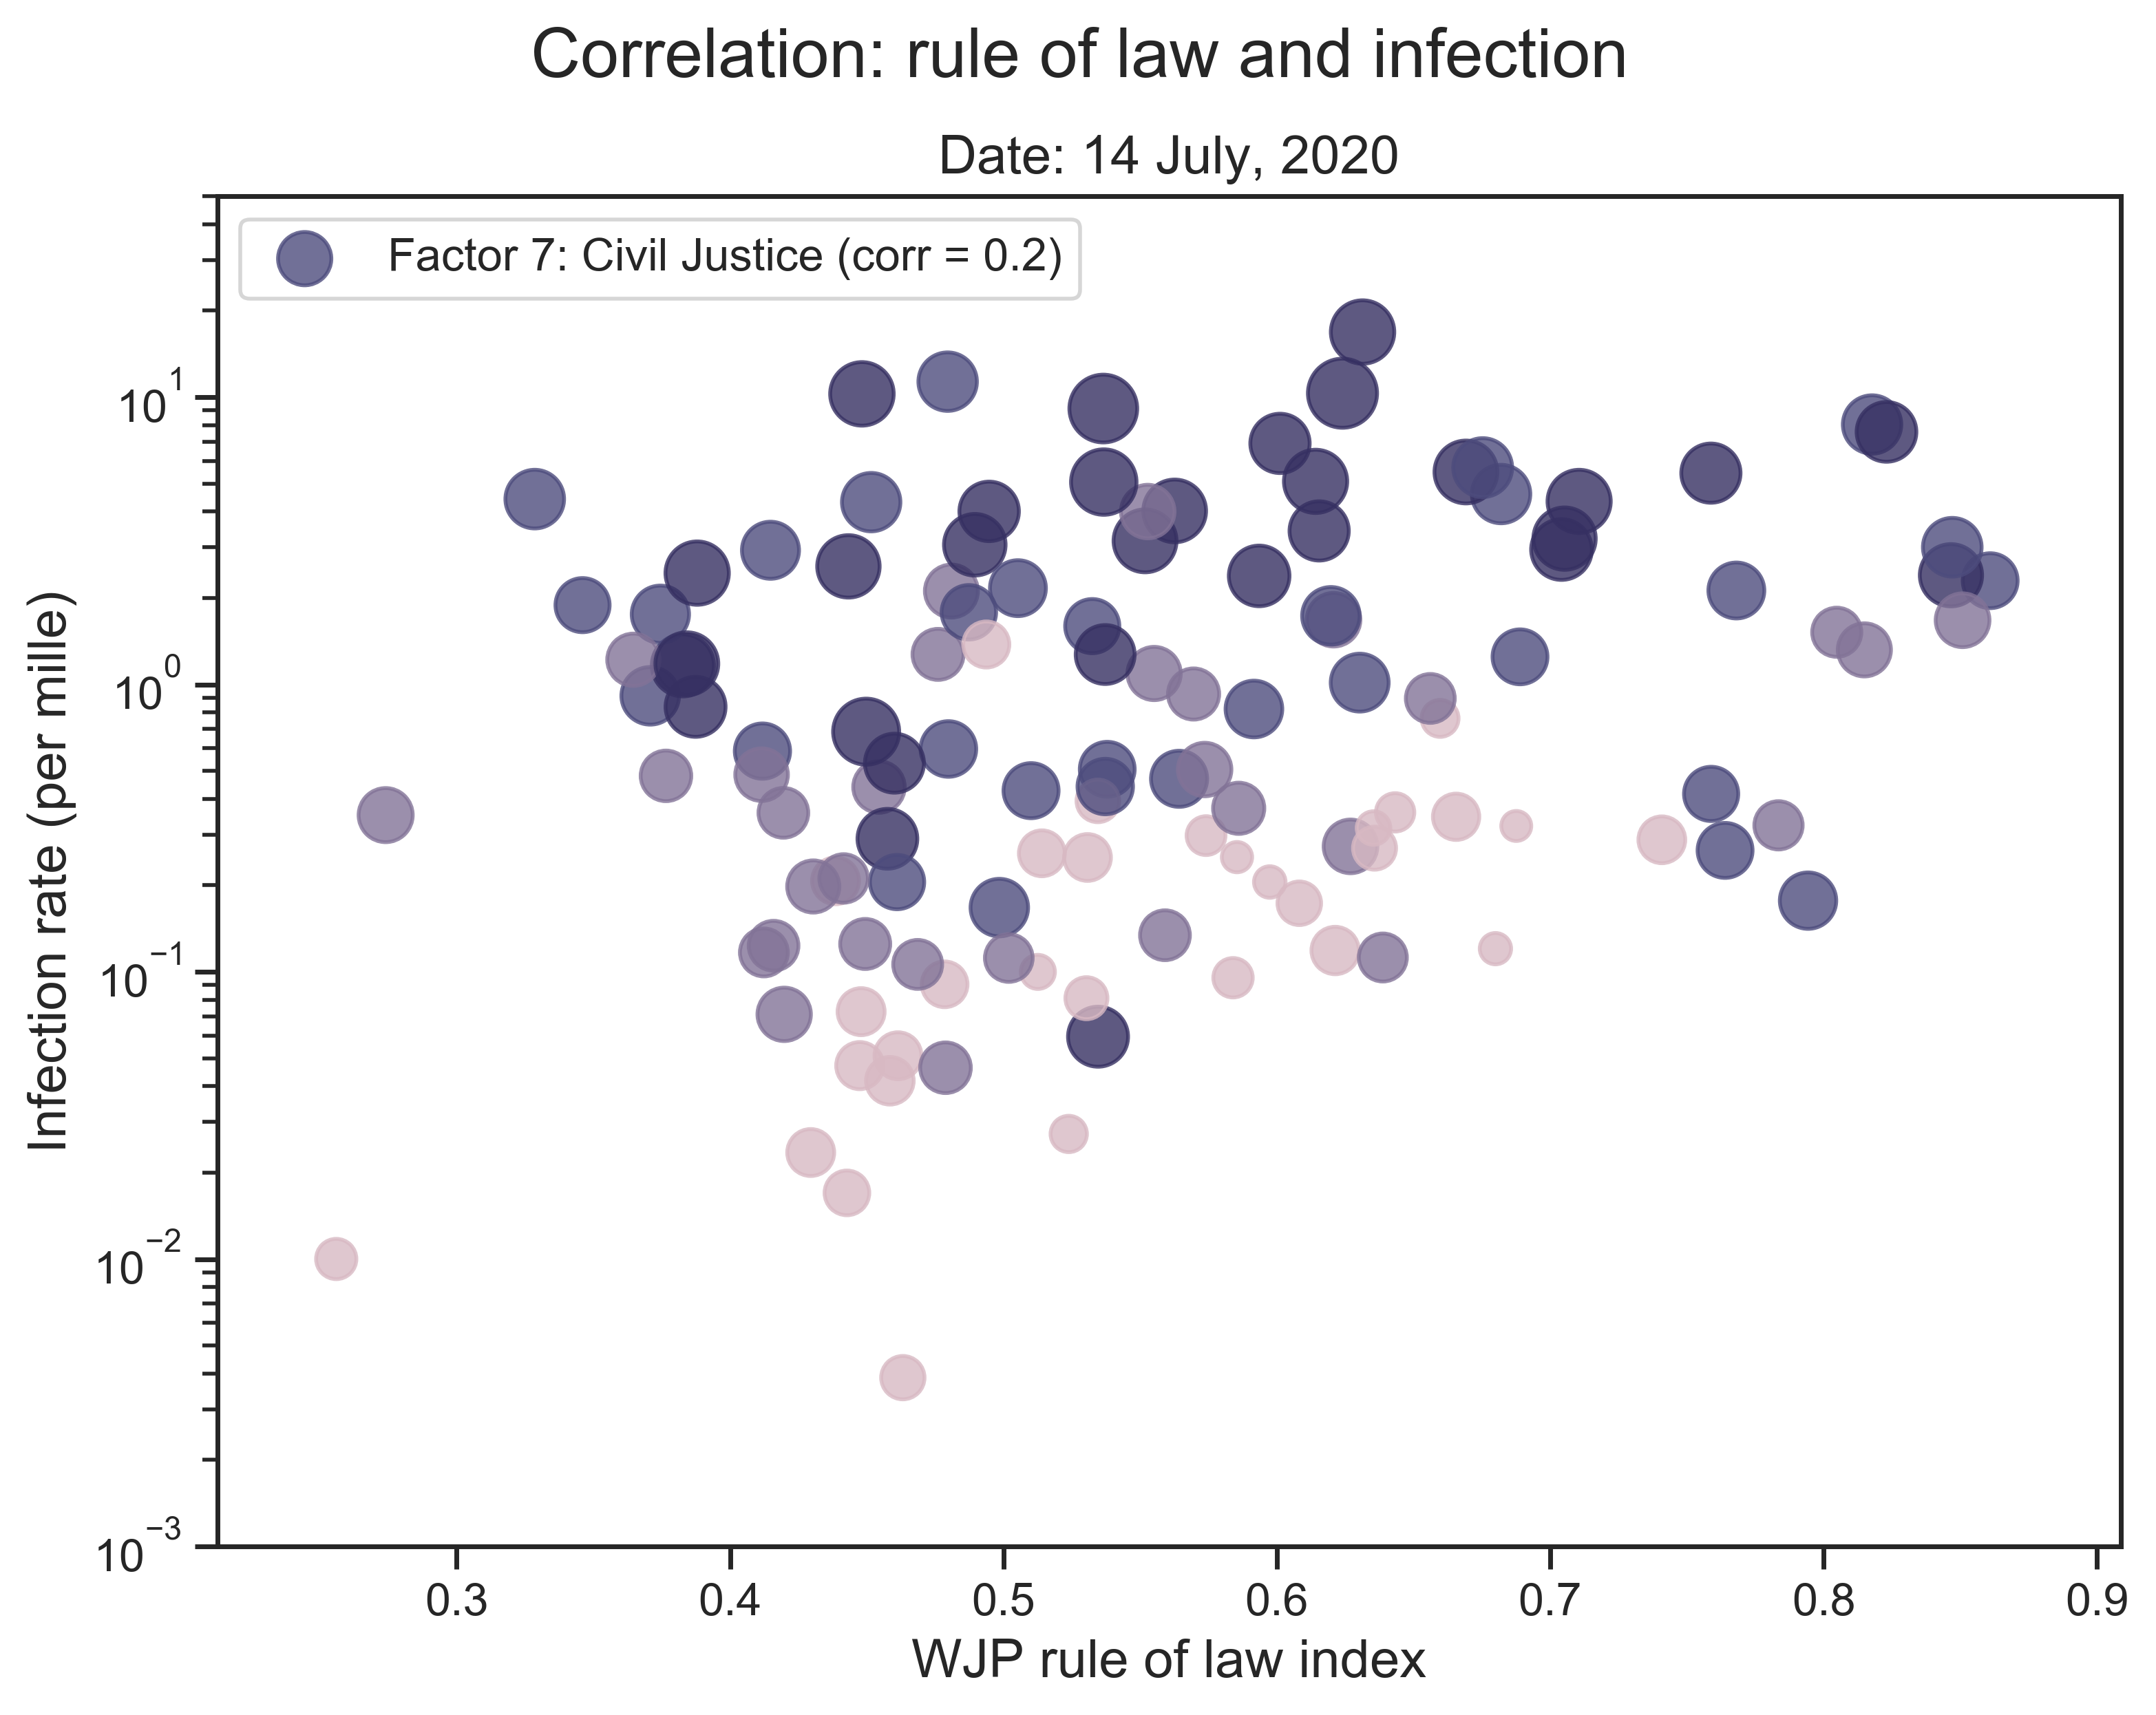 Correlation: rule of law and infection
Date: 14 July, 2020
Factor 7: Civil Justice (corr = 0.2)
Infection rate (per mille)
10^1
10^0
10^−1
10^−2
10^−3
0.3 0.4 0.5 0.6 0.7 0.8 0.9
WJP rule of law index